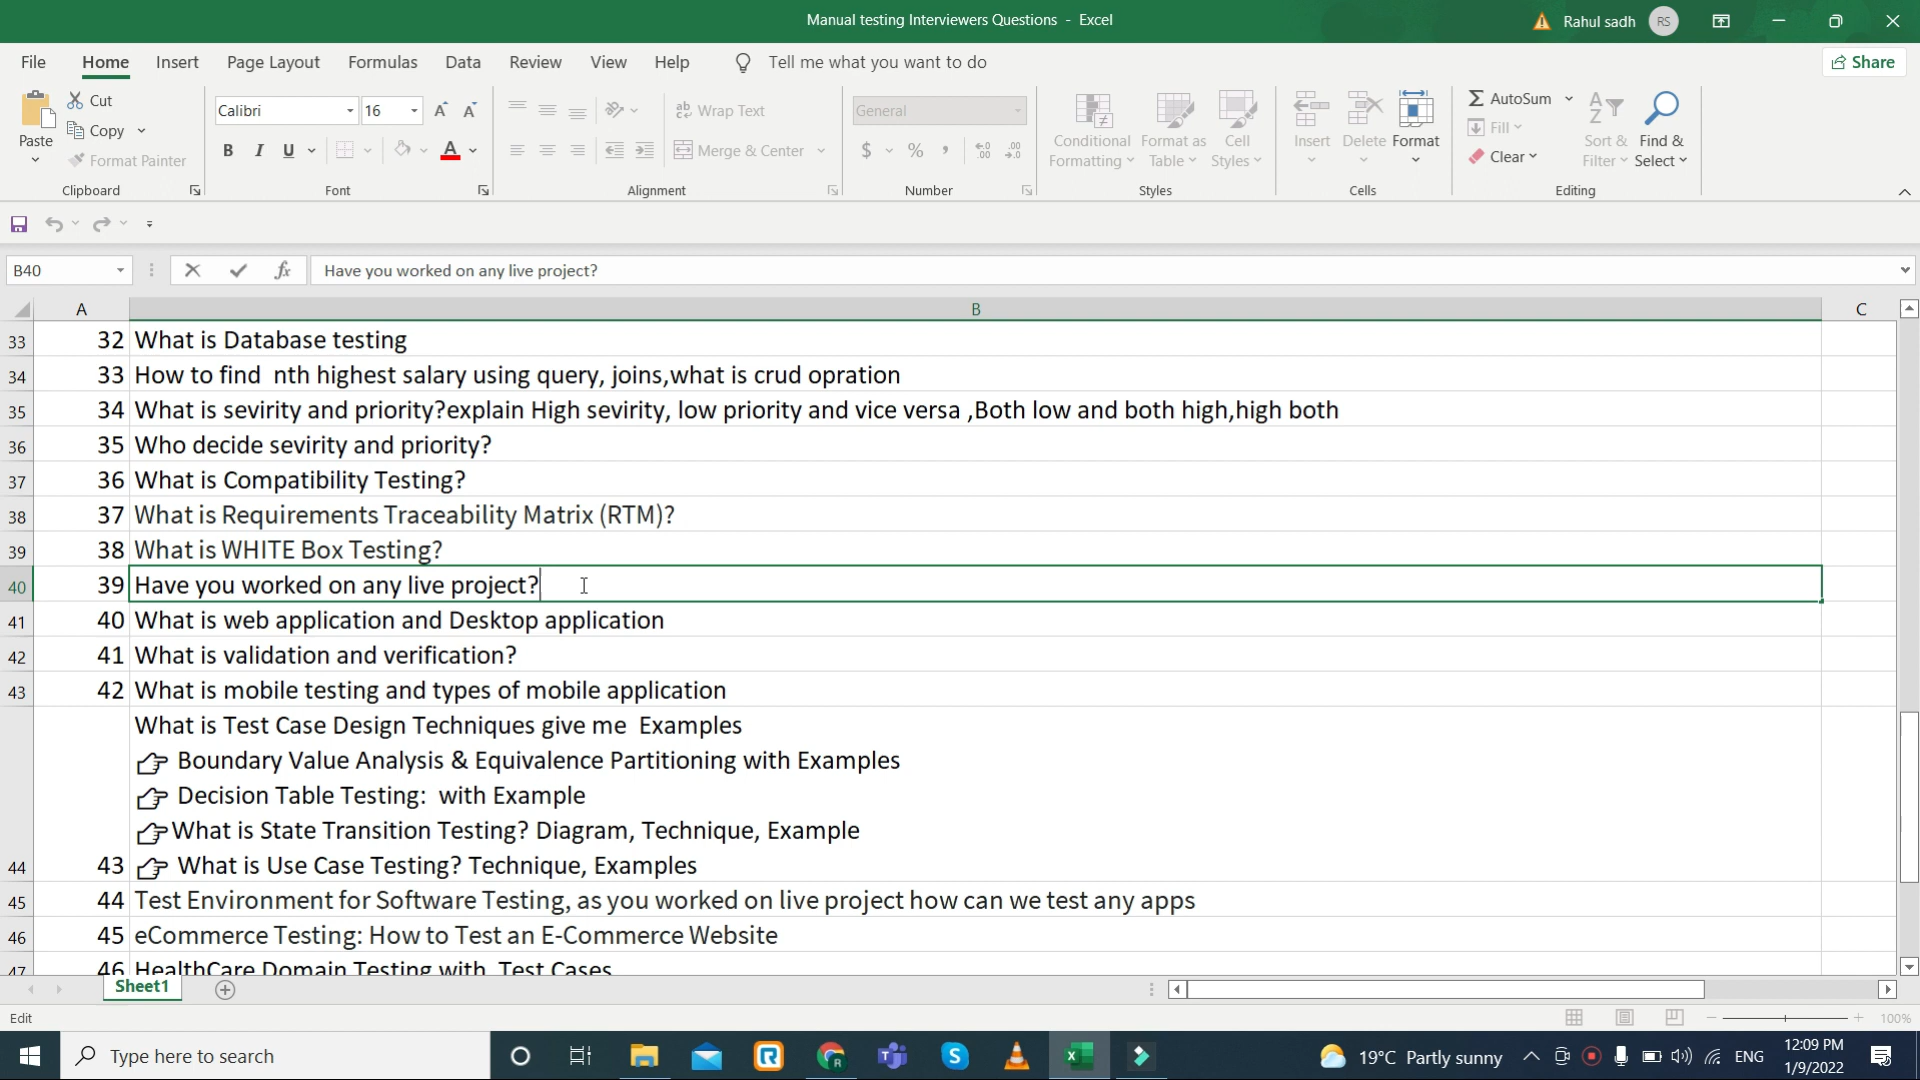 Manual testing Interviewers Questions - Excel
Rahul sadh
RS
File
Home
Insert
Page Layout
Formulas
Data
Review
View
Help
Tell me what you want to do
Share
Paste
Cut
Copy
Format Painter
Clipboard
Calibri
16
B I U
A
Font
Wrap Text
Merge & Center
Alignment
General
$ % ,
Number
Conditional Formatting
Format as Table
Cell Styles
Styles
Insert
Delete
Format
Cells
AutoSum
Fill
Clear
Sort & Filter
Find & Select
Editing
B40
fx
Have you worked on any live project?
A
B
C
33 32 What is Database testing
34 33 How to find  nth highest salary using query, joins,what is crud opration
35 34 What is sevirity and priority?explain High sevirity, low priority and vice versa ,Both low and both high,high both
36 35 Who decide sevirity and priority?
37 36 What is Compatibility Testing?
38 37 What is Requirements Traceability Matrix (RTM)?
39 38 What is WHITE Box Testing?
40 39 Have you worked on any live project?
41 40 What is web application and Desktop application
42 41 What is validation and verification?
43 42 What is mobile testing and types of mobile application
What is Test Case Design Techniques give me  Examples
Boundary Value Analysis & Equivalence Partitioning with Examples
Decision Table Testing:  with Example
What is State Transition Testing? Diagram, Technique, Example
44 43 What is Use Case Testing? Technique, Examples
45 44 Test Environment for Software Testing, as you worked on live project how can we test any apps
46 45 eCommerce Testing: How to Test an E-Commerce Website
47 46 HealthCare Domain Testing with  Test Cases
Sheet1
Edit
100%
Type here to search
19°C Partly sunny
ENG
12:09 PM
1/9/2022